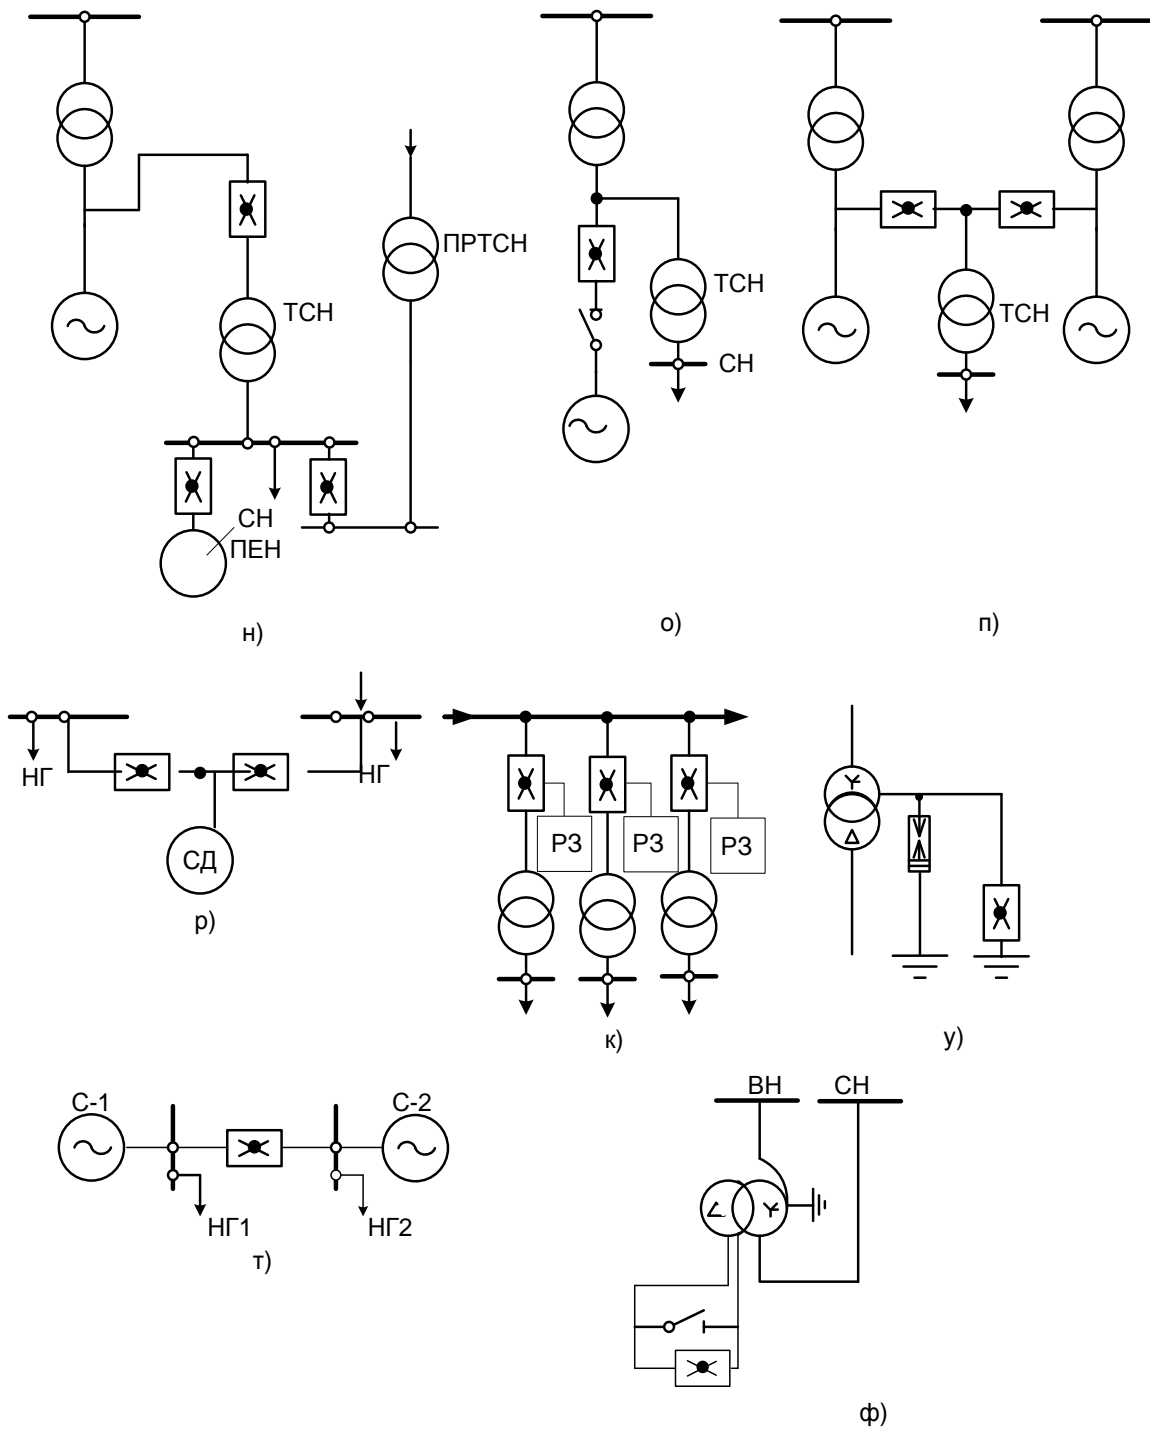 ПРТСН
ТСН
СН
ПЕН
н)
ТСН
СН
о)
ТСН
п)
НГ
НГ
СД
р)
РЗ
РЗ
РЗ
к)
у)
С-1
С-2
НГ1
НГ2
т)
ВН
СН
ф)